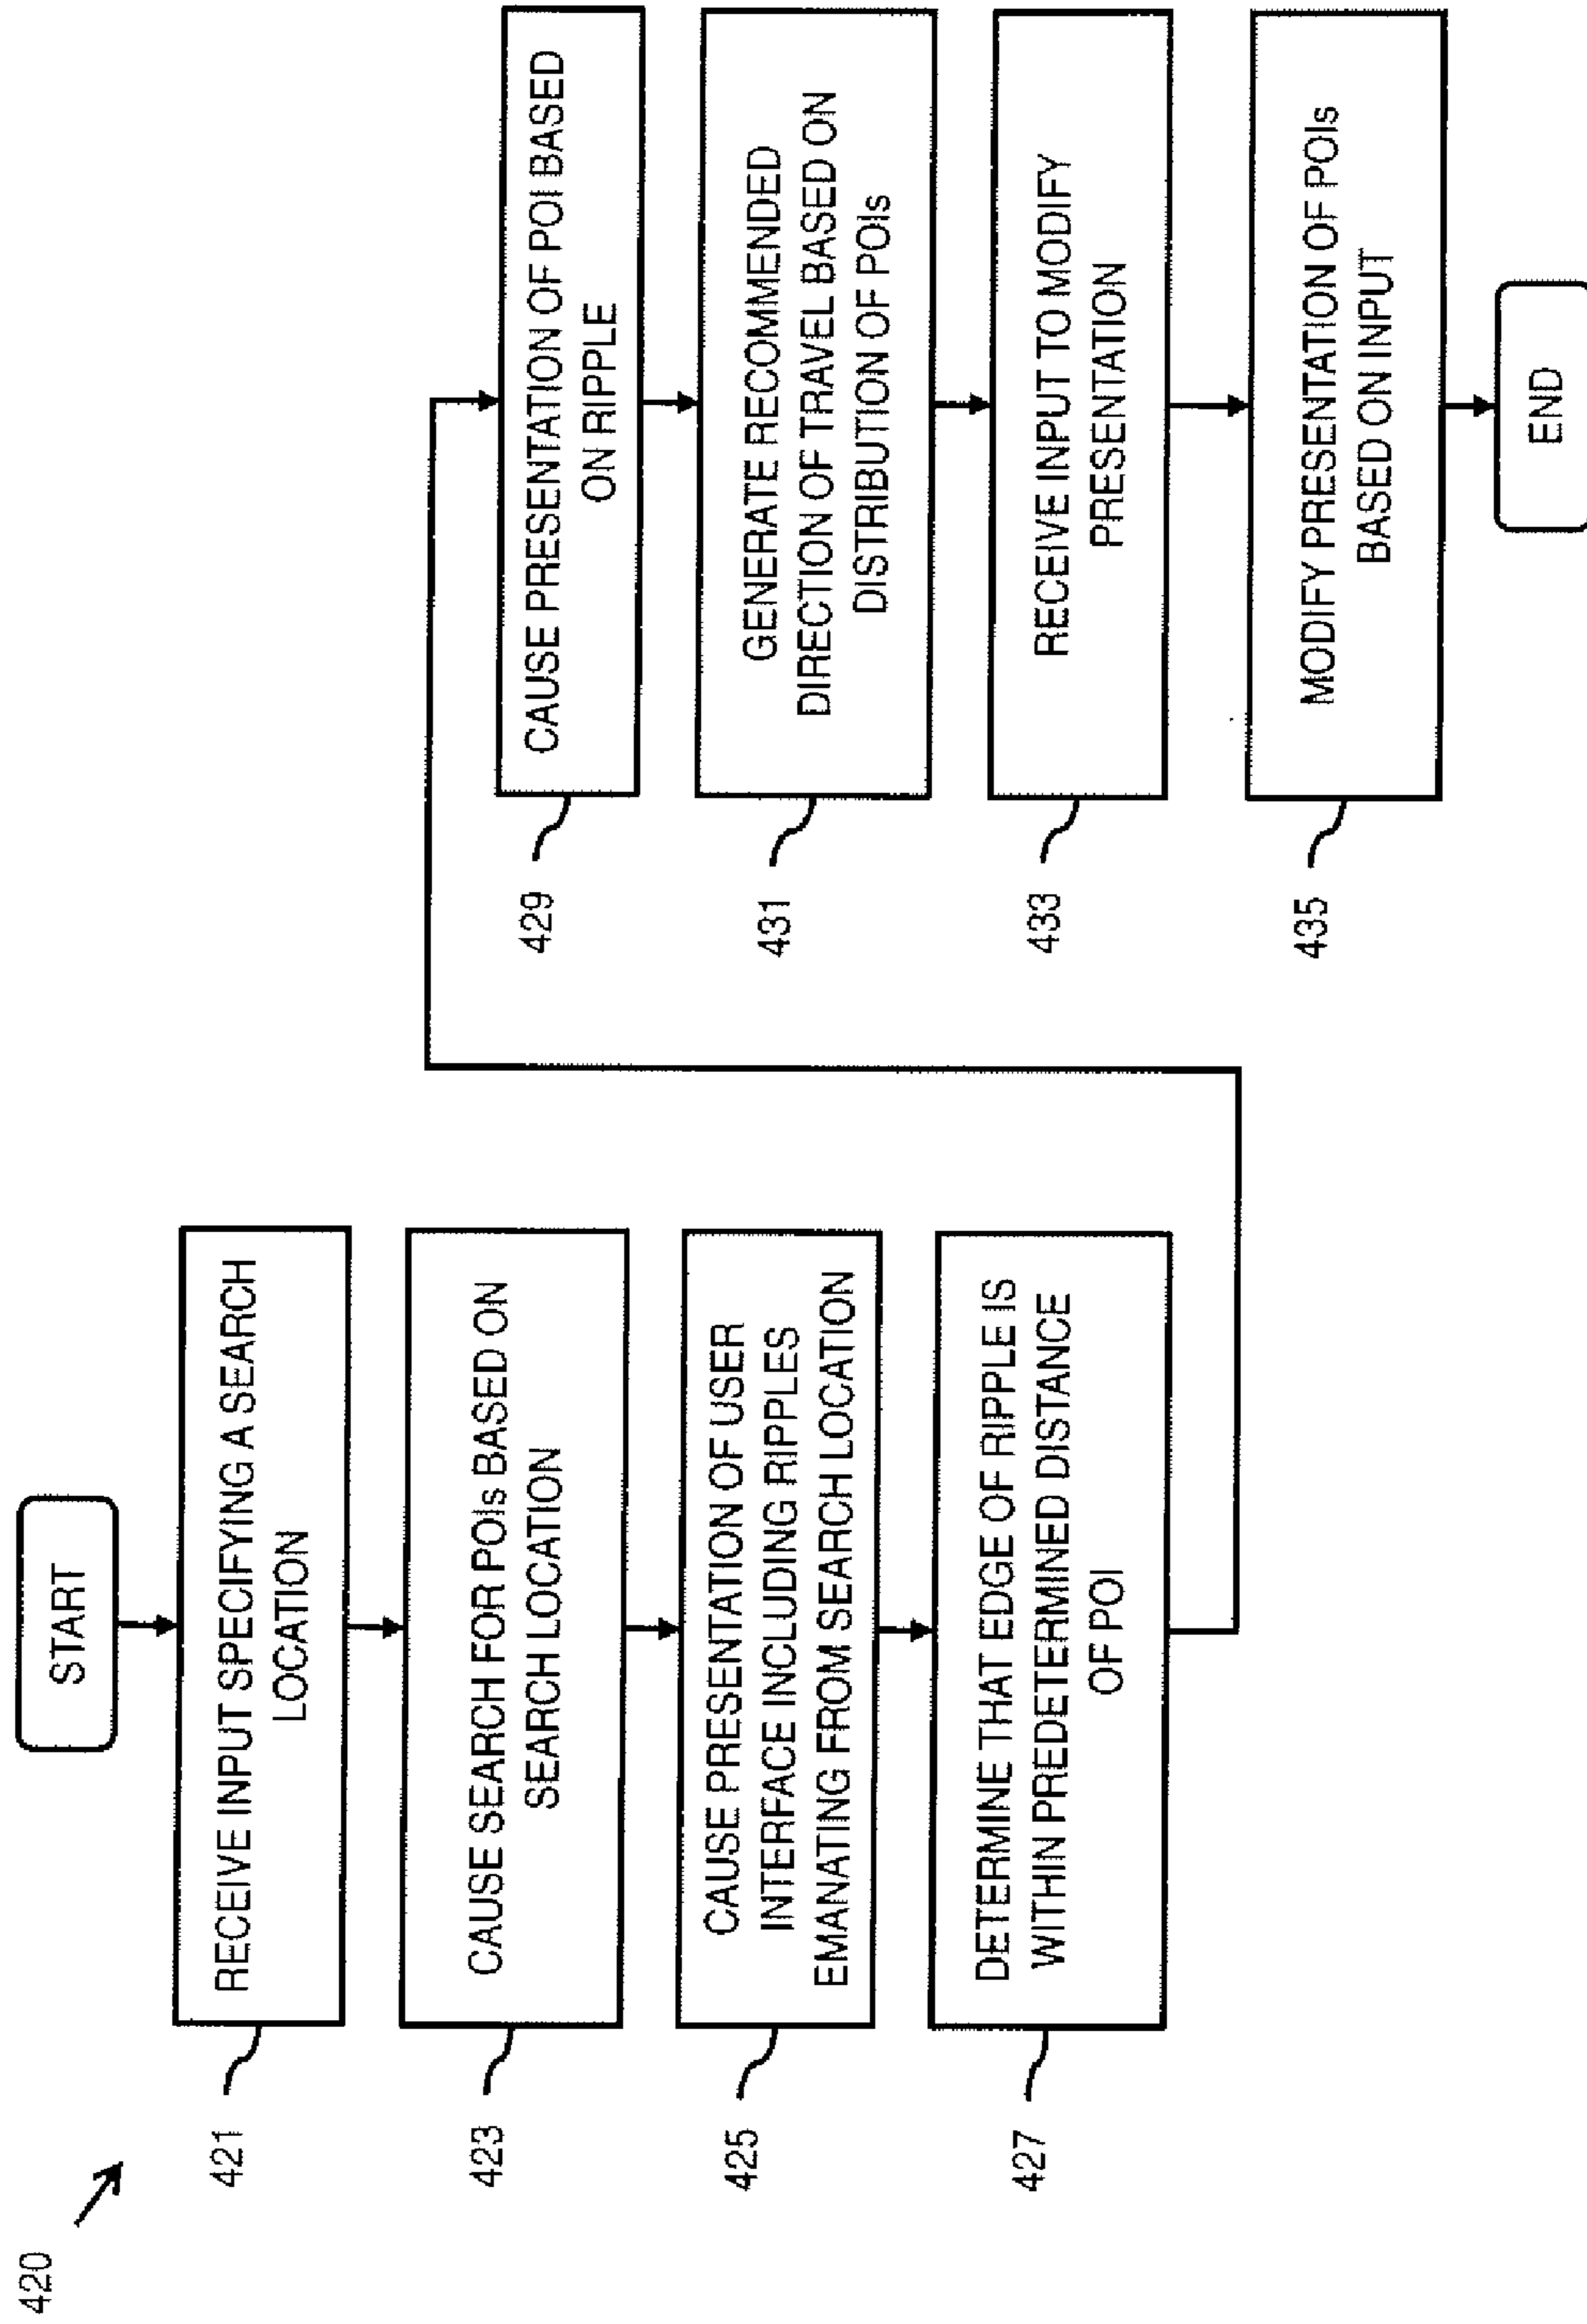 420
START
421
RECEIVE INPUT SPECIFYING A SEARCH
LOCATION
423
CAUSE SEARCH FOR POIs BASED ON
SEARCH LOCATION
425
CAUSE PRESENTATION OF USER
INTERFACE INCLUDING RIPPLES
EMANATING FROM SEARCH LOCATION
427
DETERMINE THAT EDGE OF RIPPLE IS
WITHIN PREDETERMINED DISTANCE
OF POI
429
CAUSE PRESENTATION OF POI BASED
ON RIPPLE
431
GENERATE RECOMMENDED
DIRECTION OF TRAVEL BASED ON
DISTRIBUTION OF POIs
433
RECEIVE INPUT TO MODIFY
PRESENTATION
435
MODIFY PRESENTATION OF POIs
BASED ON INPUT
END